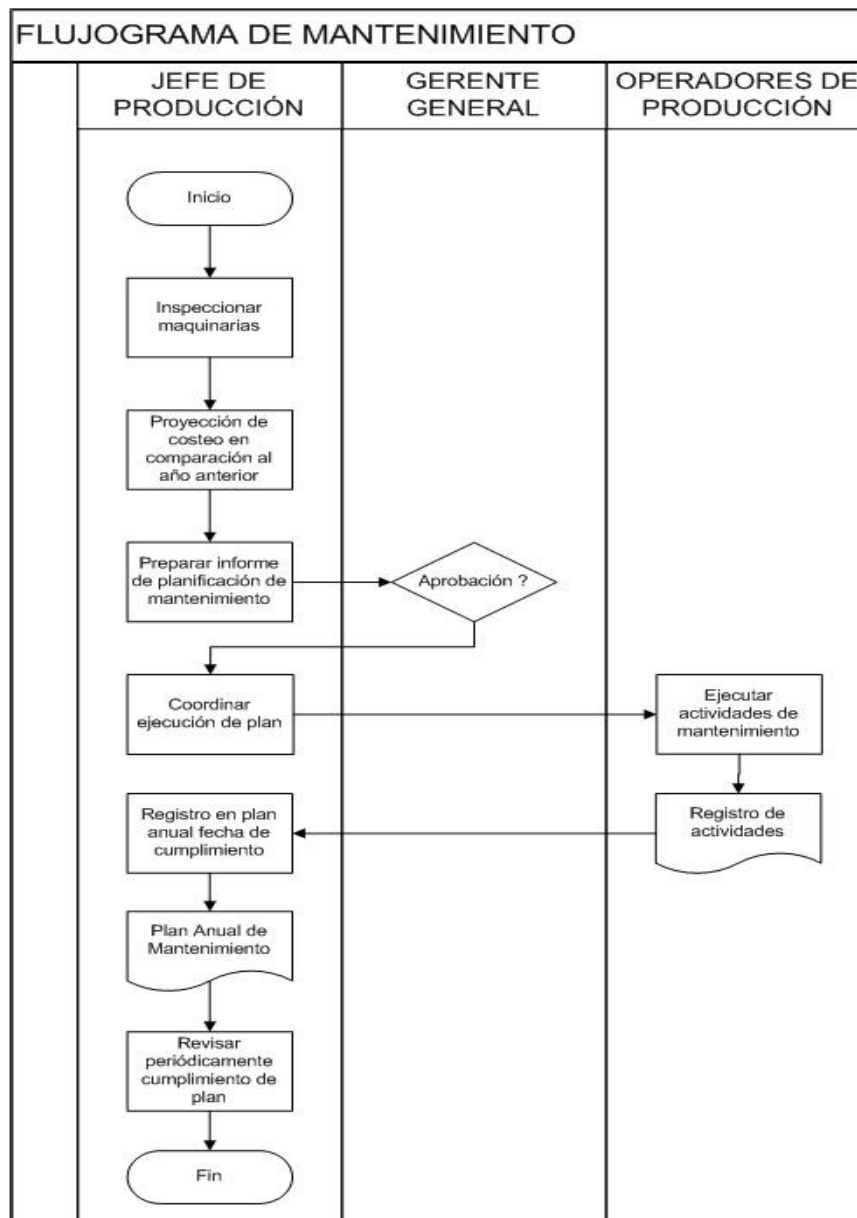 FLUJOGRAMA DE MANTENIMIENTO
JEFE DE
PRODUCCIÓN
GERENTE
GENERAL
OPERADORES DE
PRODUCCIÓN
Inicio
Inspeccionar
maquinarias
Proyección de
costeo en
comparación al
año anterior
Preparar informe
de planificación de
mantenimiento
Aprobación ?
Coordinar
ejecución de plan
Ejecutar
actividades de
mantenimiento
Registro de
actividades
Registro en plan
anual fecha de
cumplimiento
Plan Anual de
Mantenimiento
Revisar
periódicamente
cumplimiento de
plan
Fin